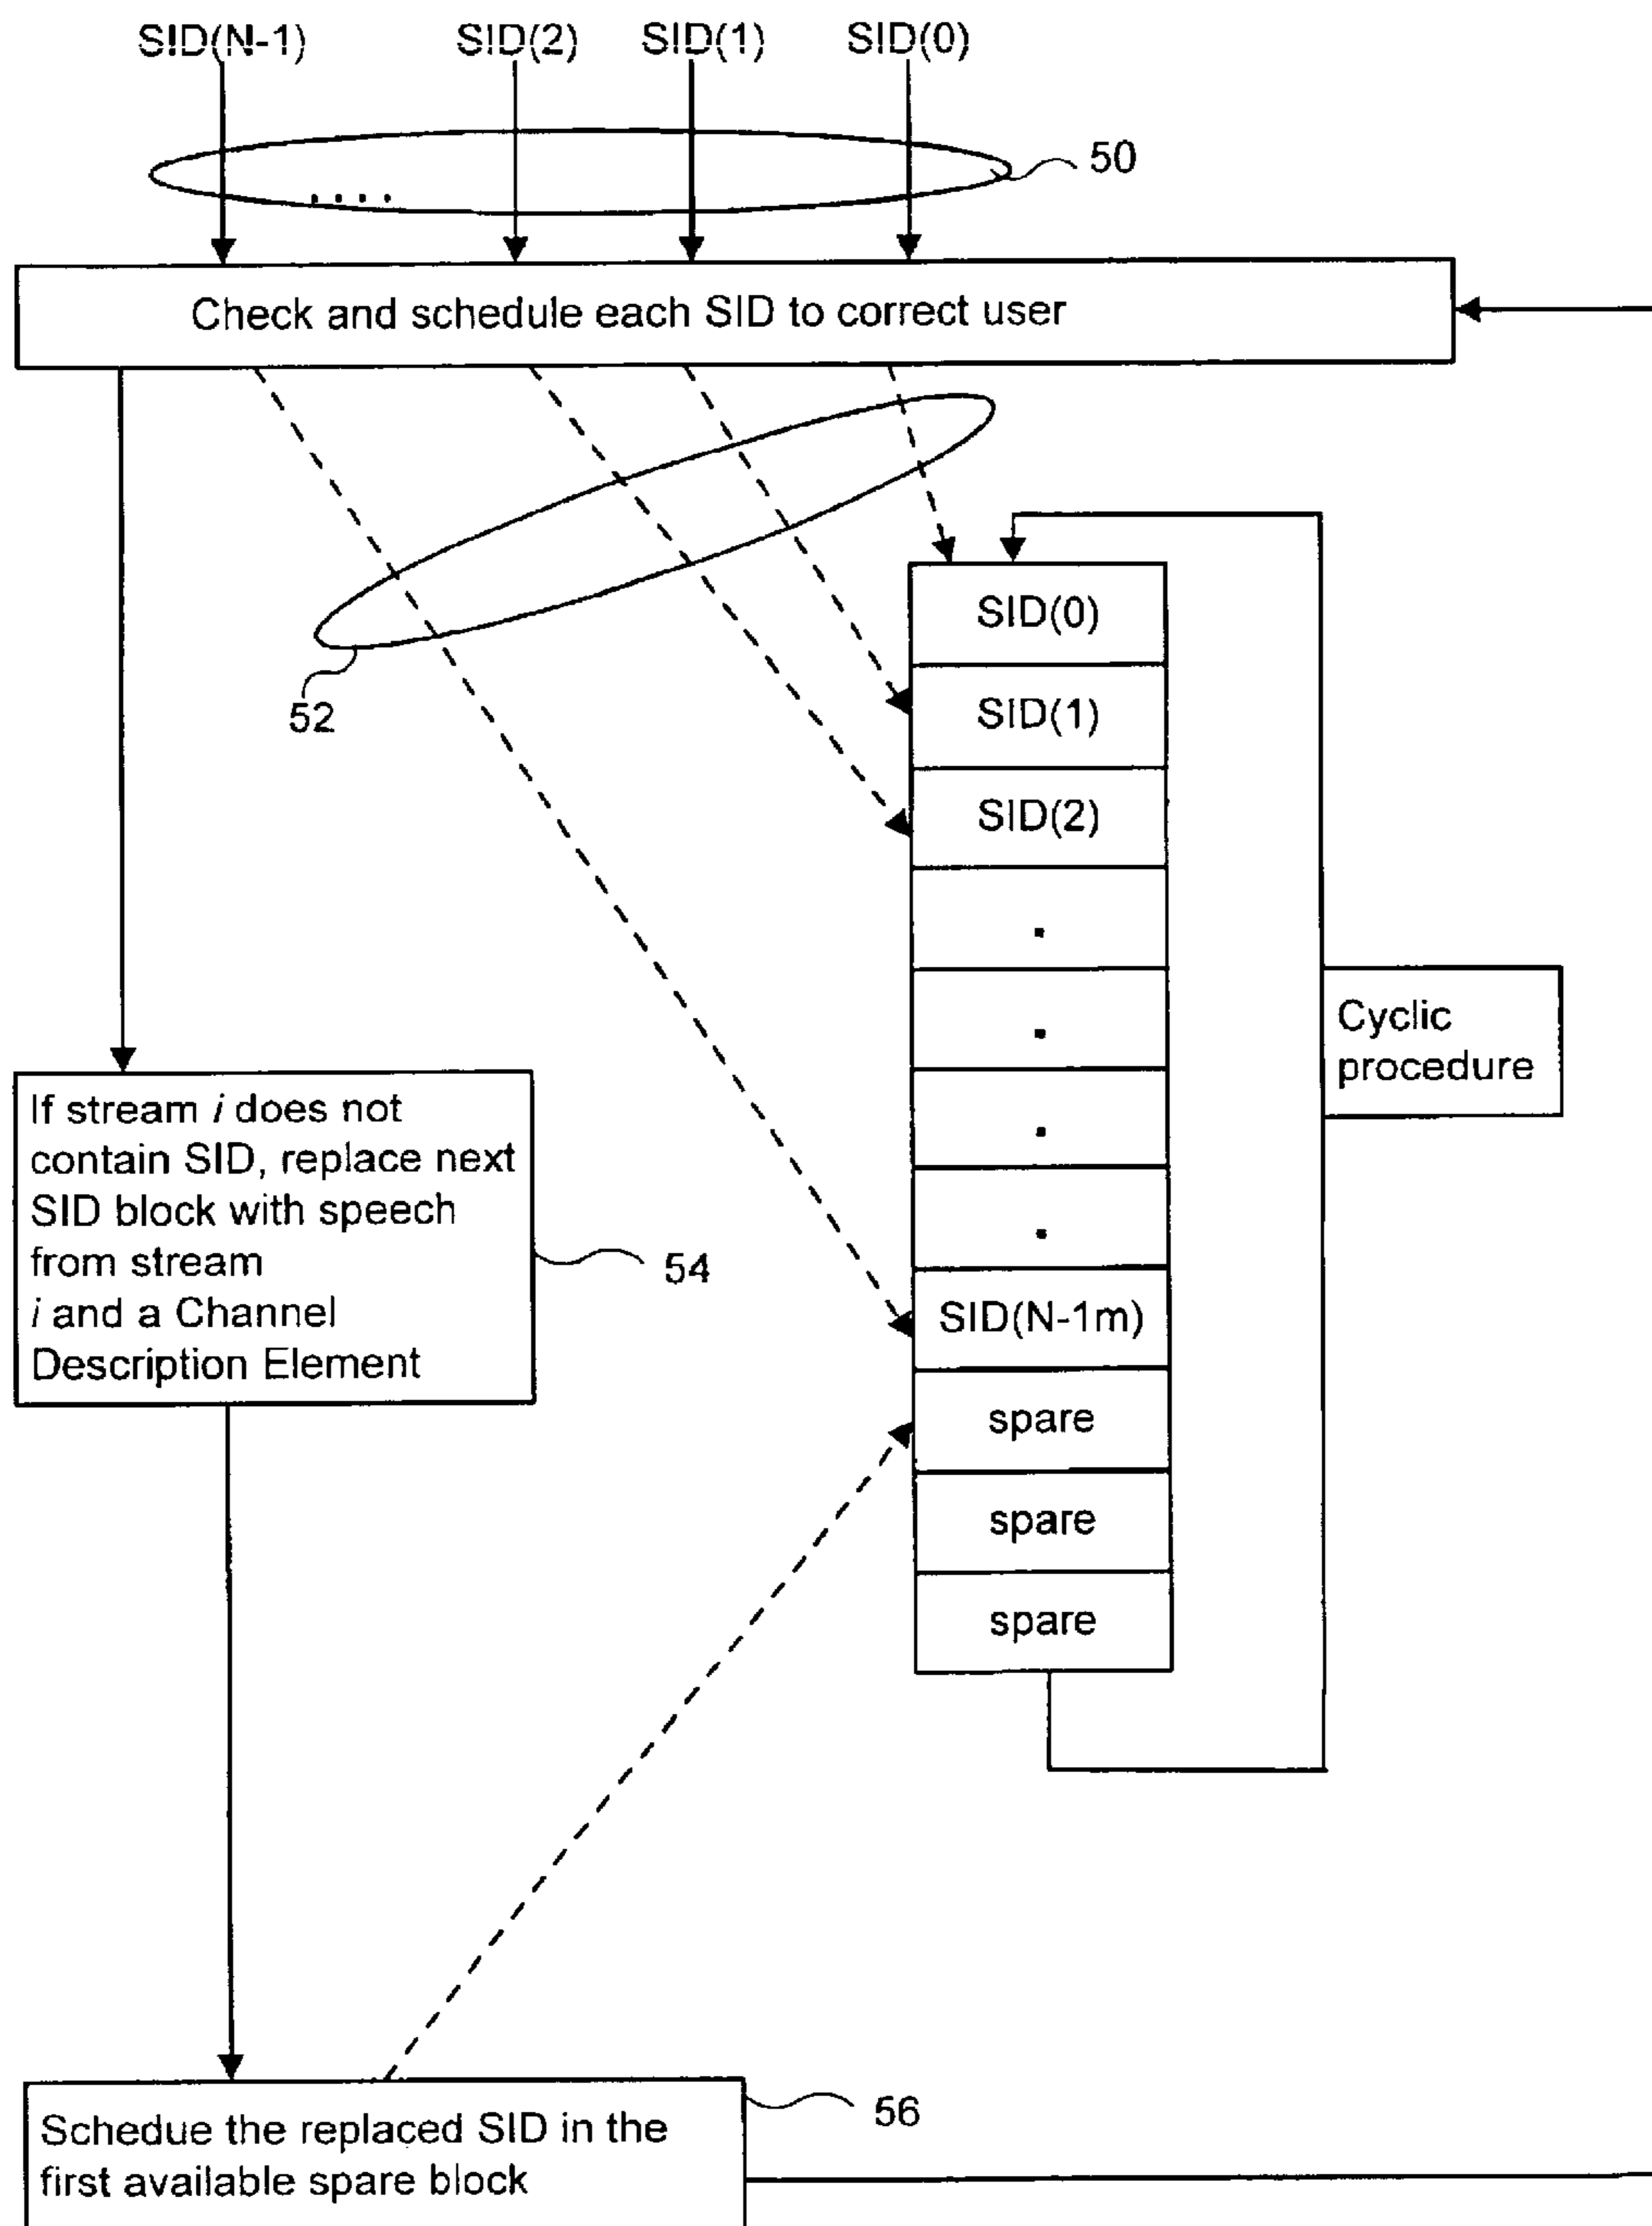 SID(N-1) SID(2) SID(1) SID(0)
50
. . . .
Check and schedule each SID to correct user
52
SID(0)
SID(1)
SID(2)
.
.
.
.
SID(N-1m)
spare
spare
spare
Cyclic
procedure
If stream i does not
contain SID, replace next
SID block with speech
from stream
i and a Channel
Description Element
54
56
Schedue the replaced SID in the
first available spare block